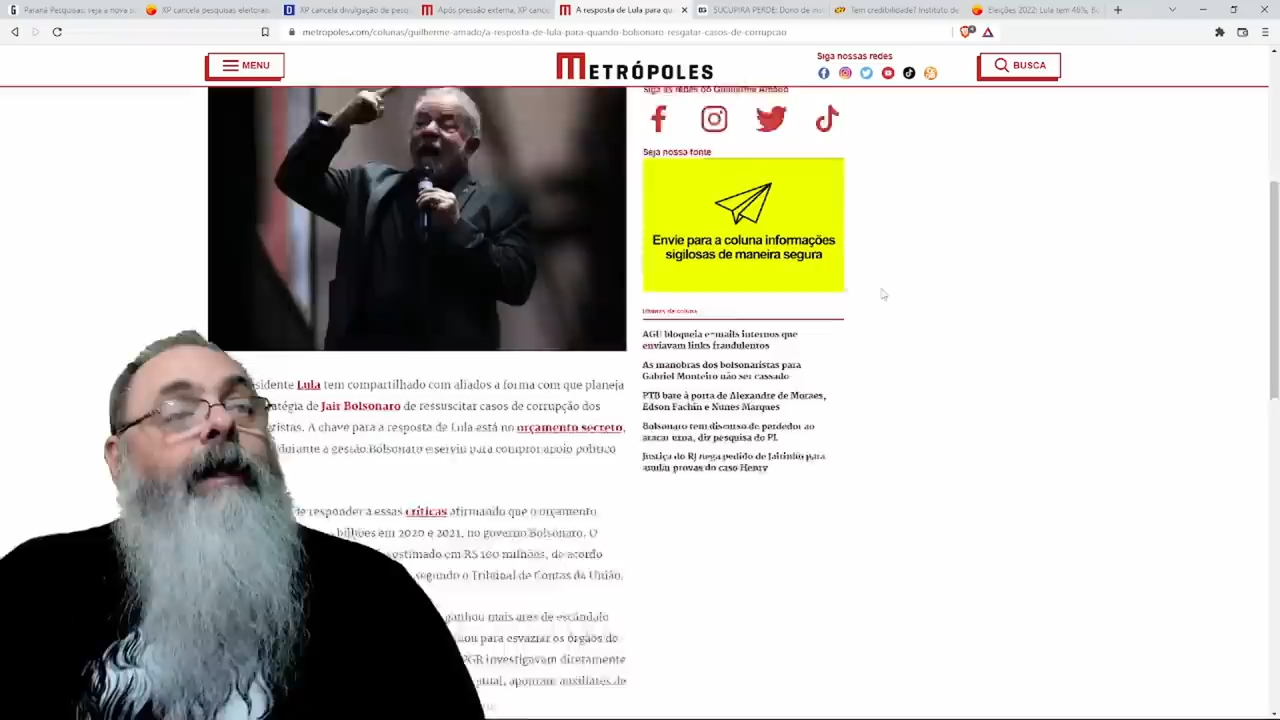 Paraná Pesquisas: veja a nova
XP cancela pesquisas eleitorais
XP cancela divulgação de pesq
Após pressão externa, XP canc
A resposta de Lula para qu
SUCUPIRA PERDE: Dono de inst
Tem credibilidade? Instituto de
Eleições 2022: Lula tem 46%, Bo
metropoles.com/colunas/guilherme-amado/a-resposta-de-lula-para-quando-bolsonaro-resgatar-casos-de-corrupcao
MENU
METRÓPOLES
Siga nossas redes
BUSCA
Siga as redes do Guilherme Amado
Seja nossa fonte
Envie para a coluna informações
sigilosas de maneira segura
Últimas da coluna
AGU bloqueia e-mails internos que
enviavam links fraudulentos
As manobras dos bolsonaristas para
Gabriel Monteiro não ser cassado
PTB bate à porta de Alexandre de Moraes,
Edson Fachin e Nunes Marques
Bolsonaro tem discurso de perdedor ao
atacar urna, diz pesquisa do PL
Justiça do RJ nega pedido de Jairinho para
anular provas do caso Henry
sidente Lula tem compartilhado com aliados a forma com que planeja
atégia de Jair Bolsonaro de ressuscitar casos de corrupção dos
etistas. A chave para a resposta de Lula está no orçamento secreto,
durante a gestão Bolsonaro e serviu para comprar apoio político
de responder a essas críticas afirmando que o orçamento
bilhões em 2020 e 2021, no governo Bolsonaro. O
estimado em R$ 100 milhões, de acordo
segundo o Tribunal de Contas da União.
ganhou mais ares de escândalo
ou para esvaziar os órgãos de
PGR investigavam diretamente
atual, apontam auxiliares de